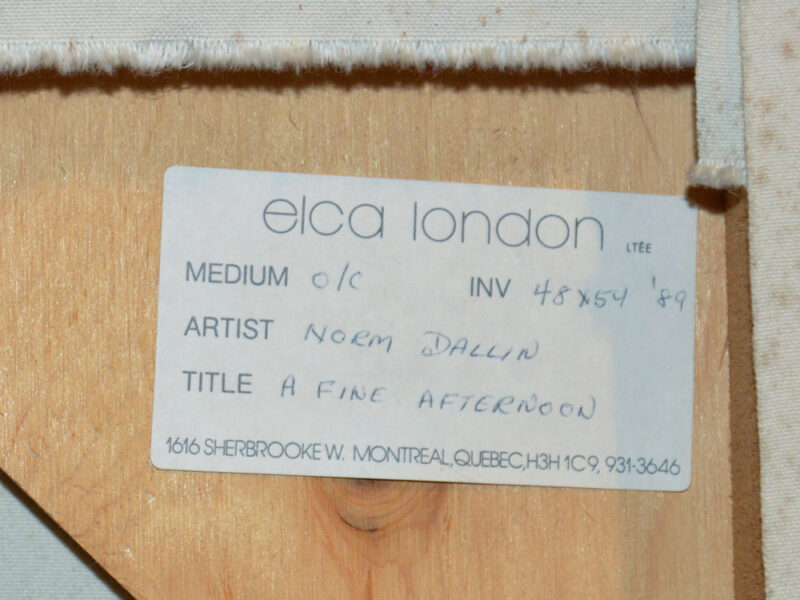 elca london LTÉE
MEDIUM o/c INV 48x54 '89
ARTIST NORM DALLIN
TITLE A FINE AFTERNOON
1616 SHERBROOKE W. MONTREAL, QUEBEC, H3H 1C9, 931-3646